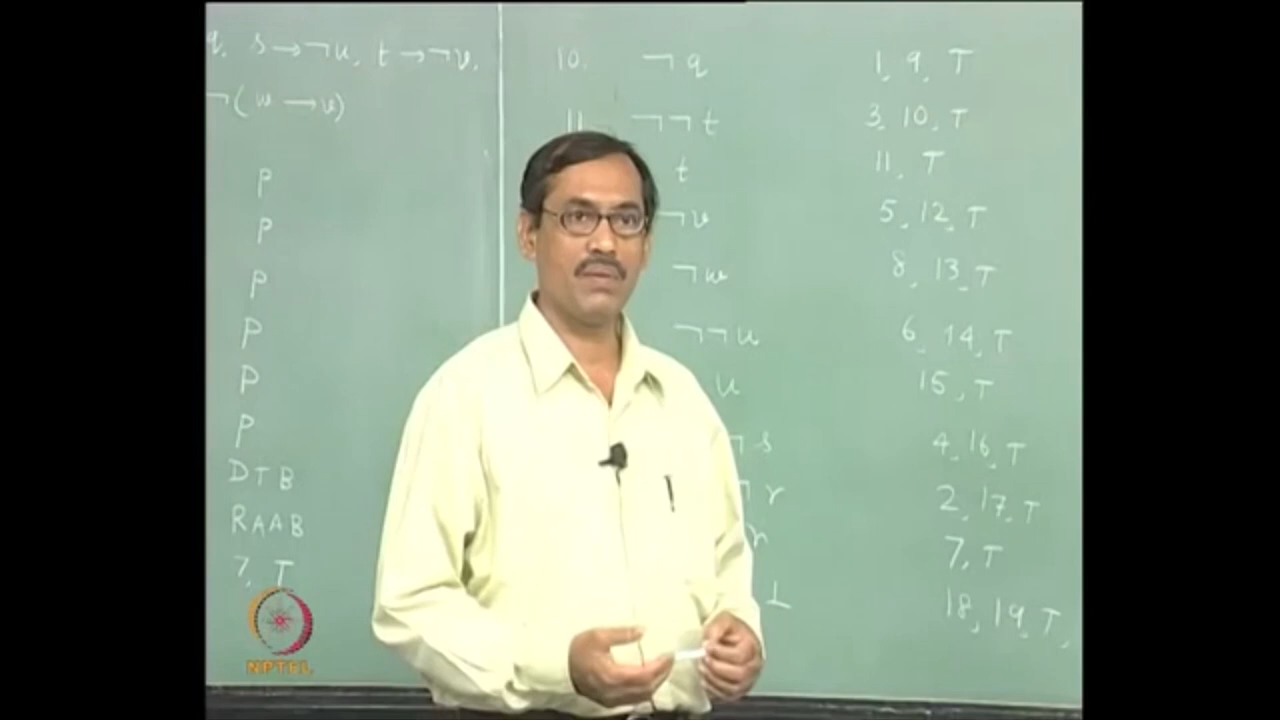 q, s → ¬u, t → ¬v,
¬(w → v)
P
P
P
P
P
P
DTB
RAAB
7, T
10. ¬q 1, 9, T
11 ¬¬t 3, 10, T
t 11, T
¬v 5, 12, T
¬w 8, 13, T
¬¬u 6, 14, T
u 15, T
¬s 4, 16, T
¬r 2, 17, T
r 7, T
⊥ 18, 19, T,
NPTEL